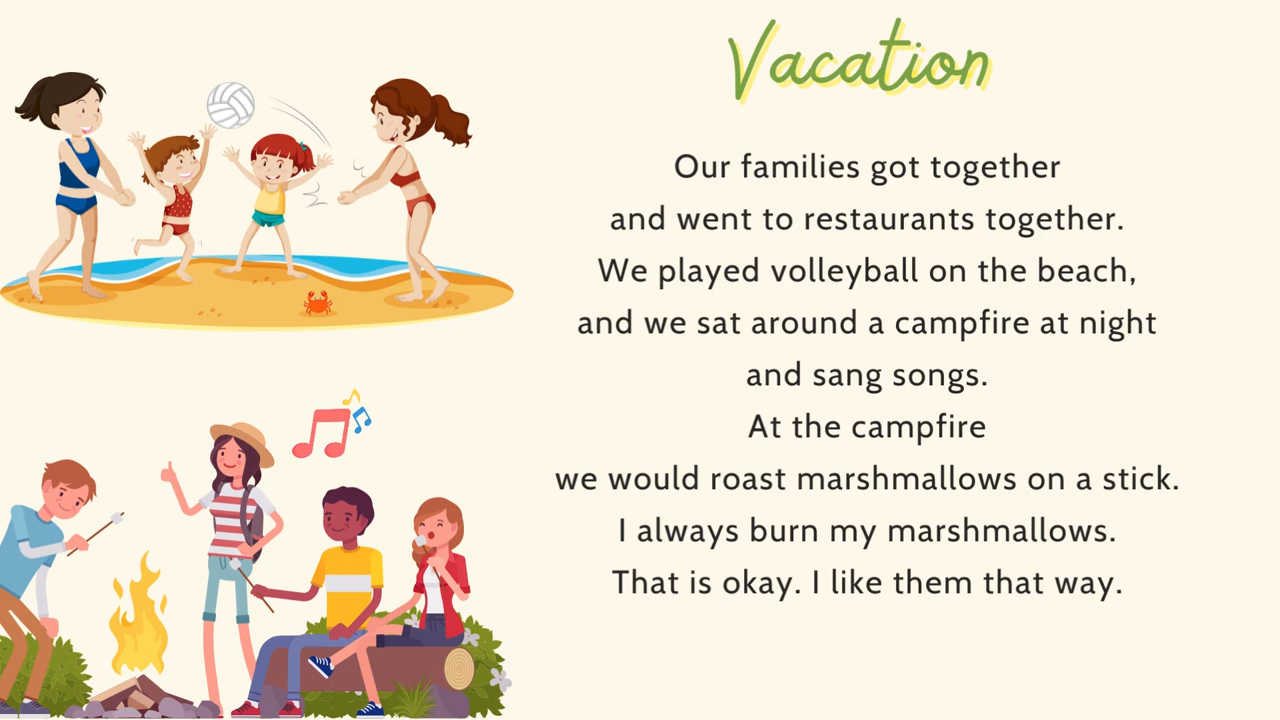 Vacation
Our families got together
and went to restaurants together.
We played volleyball on the beach,
and we sat around a campfire at night
and sang songs.
At the campfire
we would roast marshmallows on a stick.
I always burn my marshmallows.
That is okay. I like them that way.